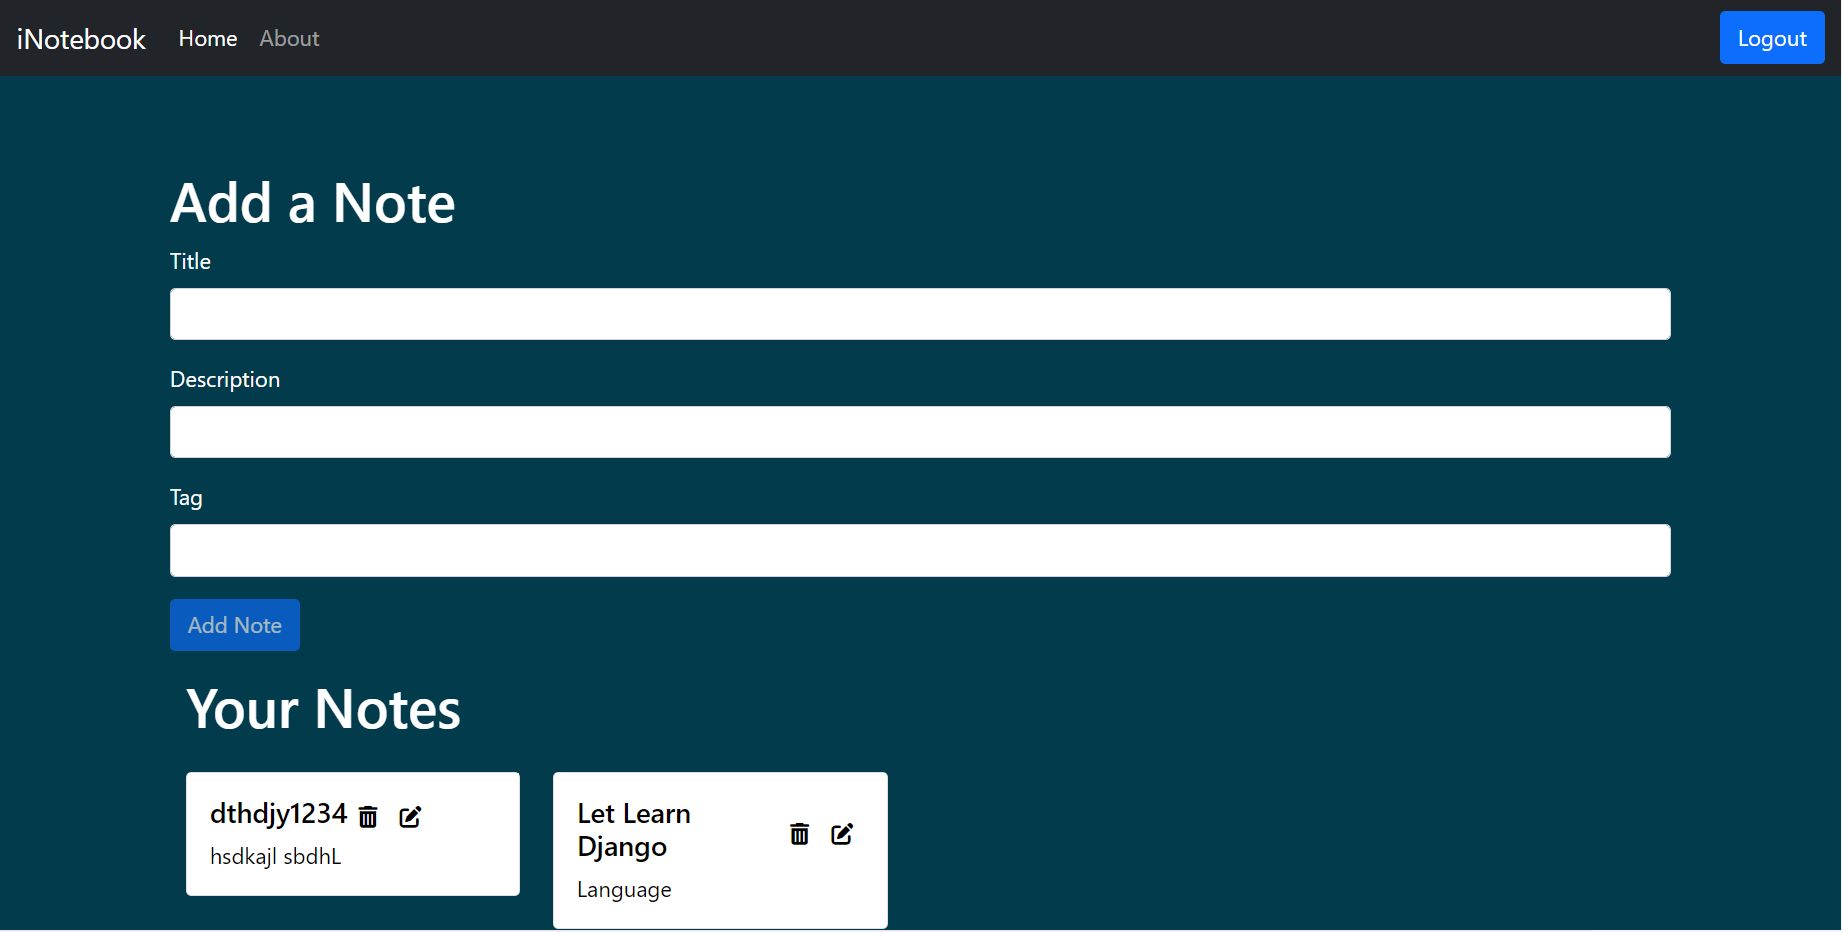 iNotebook Home About Logout
Add a Note
Title
Description
Tag
Add Note
Your Notes
dthdjy1234
hsdkajl sbdhL
Let Learn
Django
Language